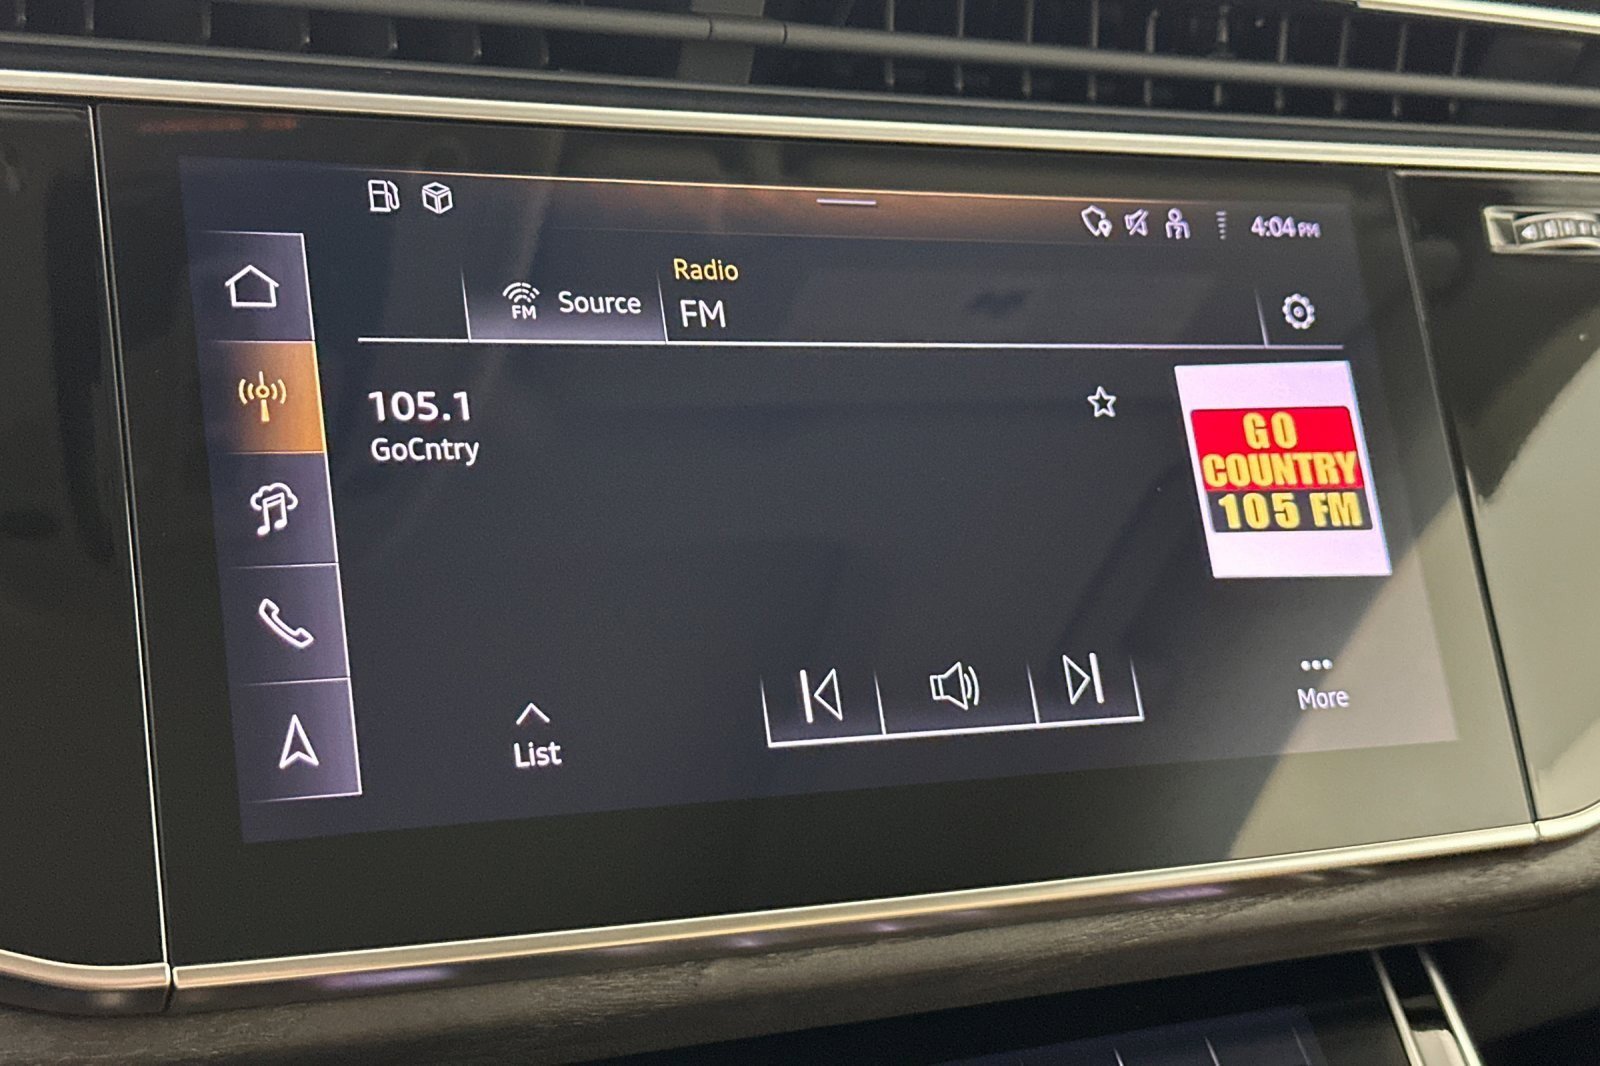 4:04 PM
Radio
FM
Source
FM
105.1
GoCntry
GO
COUNTRY
105 FM
List
More